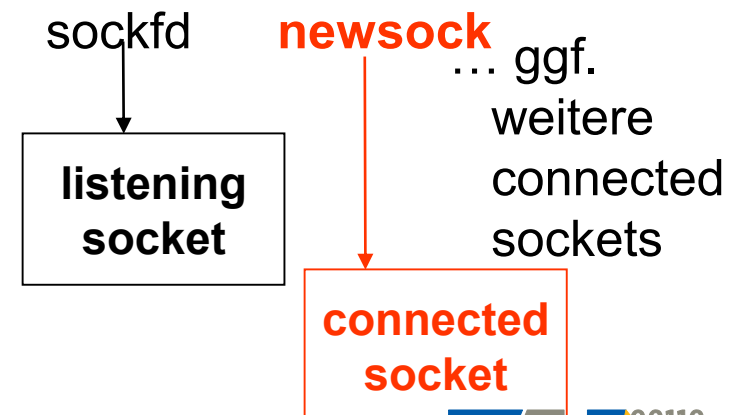 sockfd
newsock
… ggf.
weitere
connected
sockets
listening
socket
connected
socket